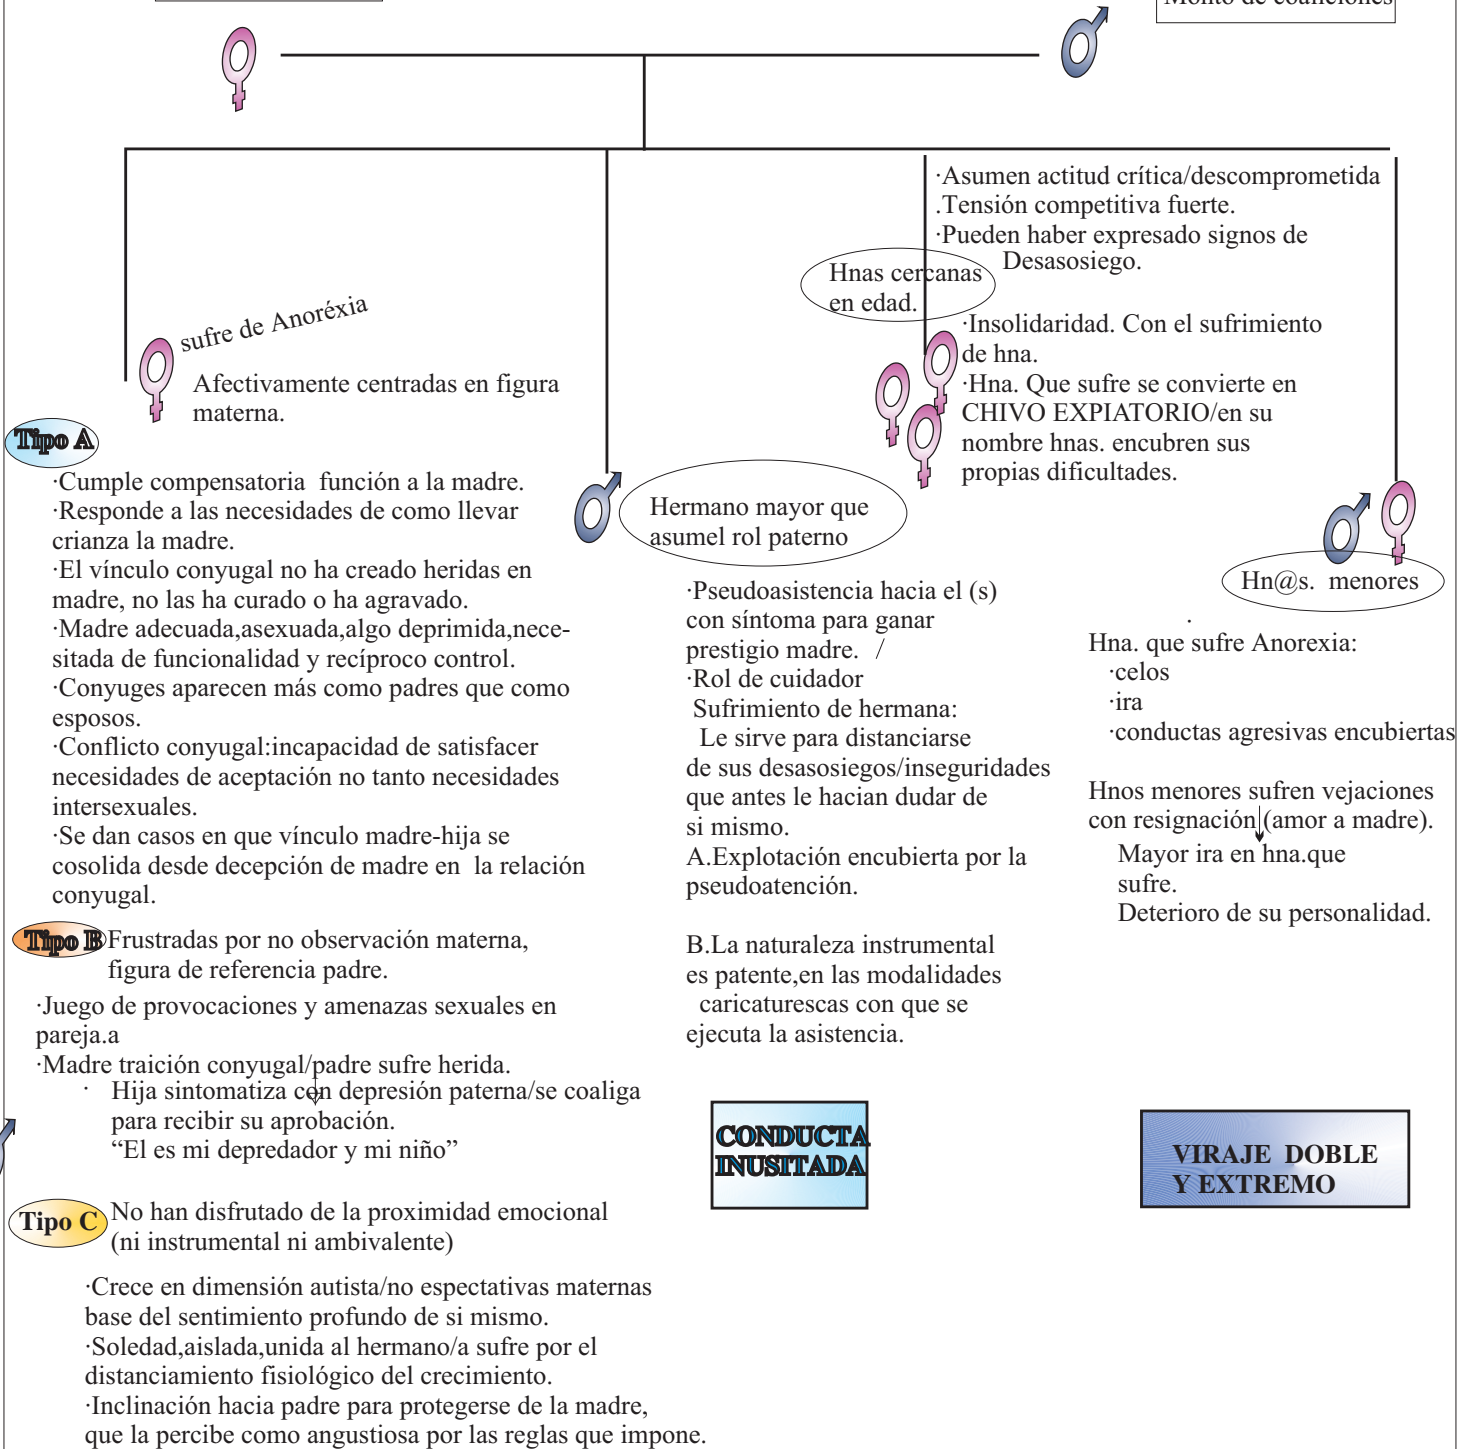 Molito de coaliciones
·Asumen actitud crítica/descomprometida
.Tensión competitiva fuerte.
·Pueden haber expresado signos de
Desasosiego.
Hnas cercanas
en edad.
·Insolidaridad. Con el sufrimiento
de hna.
·Hna. Que sufre se convierte en
CHIVO EXPIATORIO/en su
nombre hnas. encubren sus
propias dificultades.
sufre de Anoréxia
Afectivamente centradas en figura
materna.
Tipo A
·Cumple compensatoria función a la madre.
·Responde a las necesidades de como llevar
crianza la madre.
·El vínculo conyugal no ha creado heridas en
madre, no las ha curado o ha agravado.
·Madre adecuada,asexuada,algo deprimida,nece-
sitada de funcionalidad y recíproco control.
·Conyuges aparecen más como padres que como
esposos.
·Conflicto conyugal:incapacidad de satisfacer
necesidades de aceptación no tanto necesidades
intersexuales.
·Se dan casos en que vínculo madre-hija se
cosolida desde decepción de madre en la relación
conyugal.
Tipo B
Frustradas por no observación materna,
figura de referencia padre.
·Juego de provocaciones y amenazas sexuales en
pareja.a
·Madre traición conyugal/padre sufre herida.
· Hija sintomatiza con depresión paterna/se coaliga
para recibir su aprobación.
“El es mi depredador y mi niño”
Tipo C
No han disfrutado de la proximidad emocional
(ni instrumental ni ambivalente)
·Crece en dimensión autista/no espectativas maternas
base del sentimiento profundo de si mismo.
·Soledad,aislada,unida al hermano/a sufre por el
distanciamiento fisiológico del crecimiento.
·Inclinación hacia padre para protegerse de la madre,
que la percibe como angustiosa por las reglas que impone.
Hermano mayor que
asumel rol paterno
·Pseudoasistencia hacia el (s)
con síntoma para ganar
prestigio madre. /
·Rol de cuidador
Sufrimiento de hermana:
Le sirve para distanciarse
de sus desasosiegos/inseguridades
que antes le hacian dudar de
si mismo.
A.Explotación encubierta por la
pseudoatención.
B.La naturaleza instrumental
es patente,en las modalidades
caricaturescas con que se
ejecuta la asistencia.
CONDUCTA
INUSITADA
Hn@s. menores
.
Hna. que sufre Anorexia:
·celos
·ira
·conductas agresivas encubiertas
Hnos menores sufren vejaciones
con resignación (amor a madre).
Mayor ira en hna.que
sufre.
Deterioro de su personalidad.
VIRAJE DOBLE
Y EXTREMO